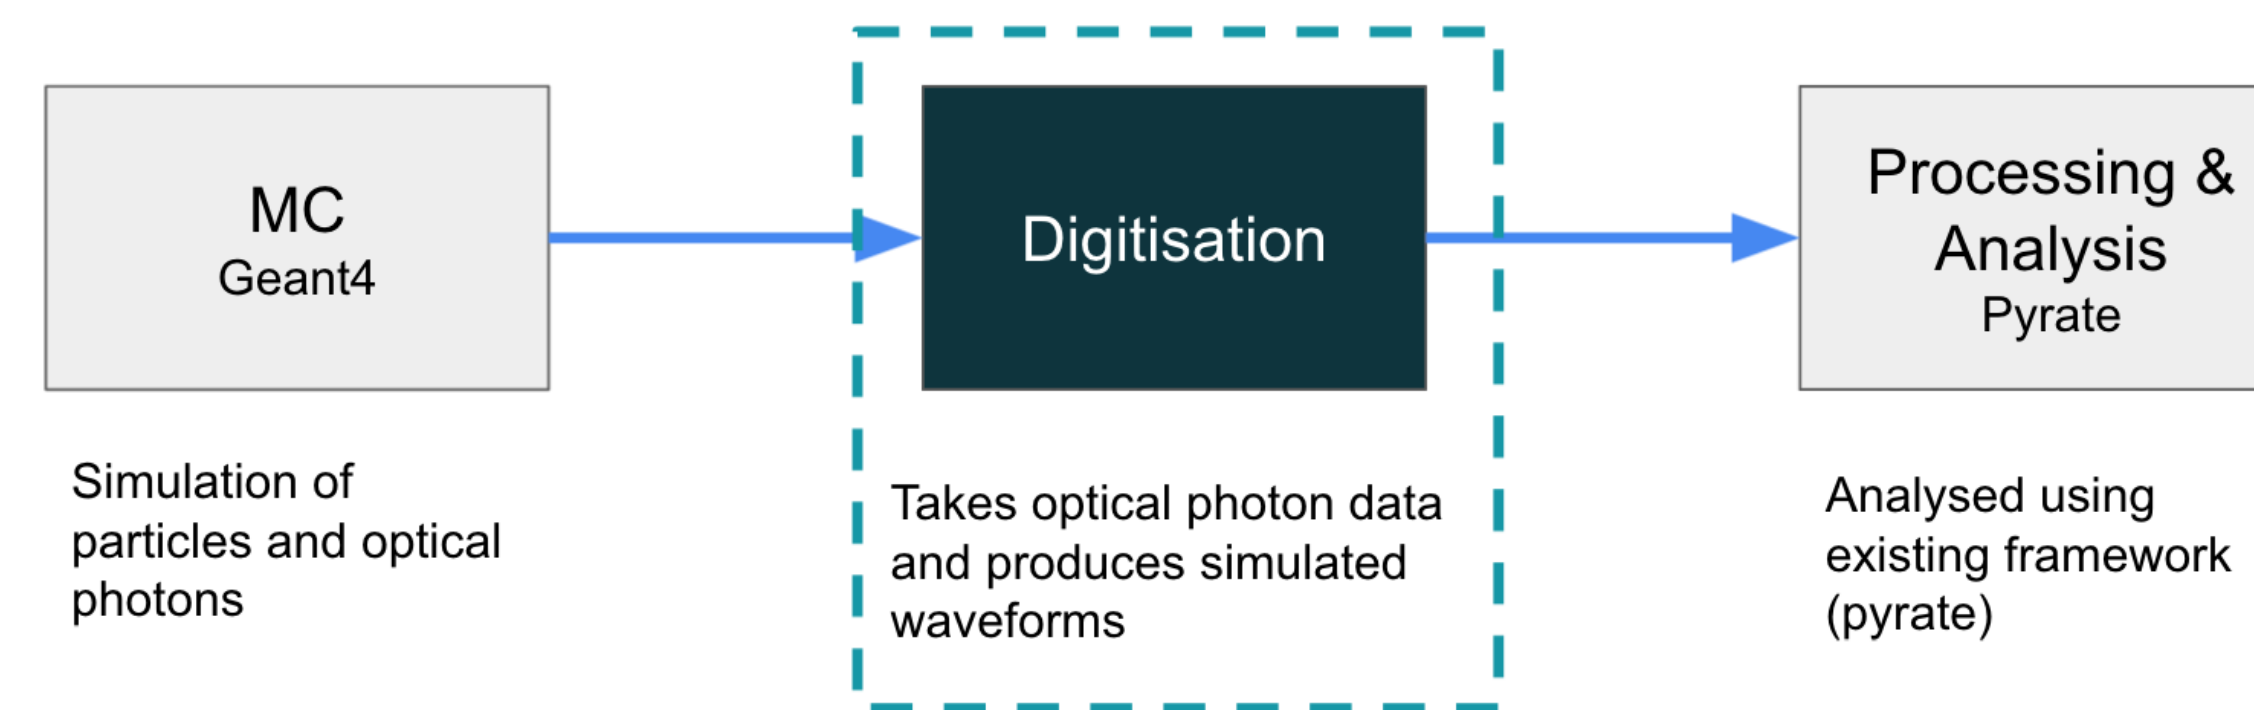 MC
Geant4
Simulation of
particles and optical
photons
Digitisation
Takes optical photon data
and produces simulated
waveforms
Processing &
Analysis
Pyrate
Analysed using
existing framework
(pyrate)